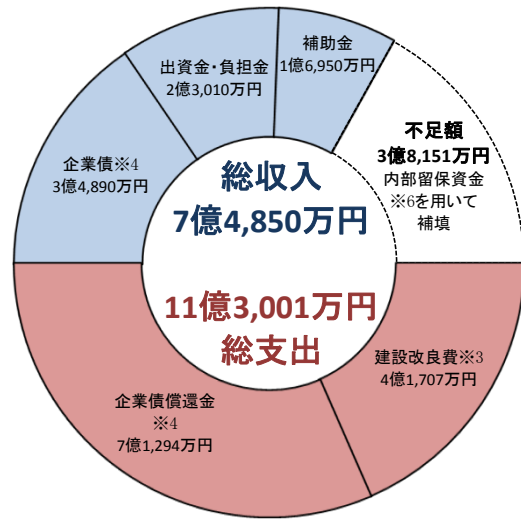 補助金
1億6,950万円
出資金・負担金
2億3,010万円
企業債※4
3億4,890万円
不足額
3億8,151万円
内部留保資金
※6を用いて
補填
総収入
7億4,850万円
11億3,001万円
総支出
建設改良費※3
4億1,707万円
企業債償還金
※4
7億1,294万円